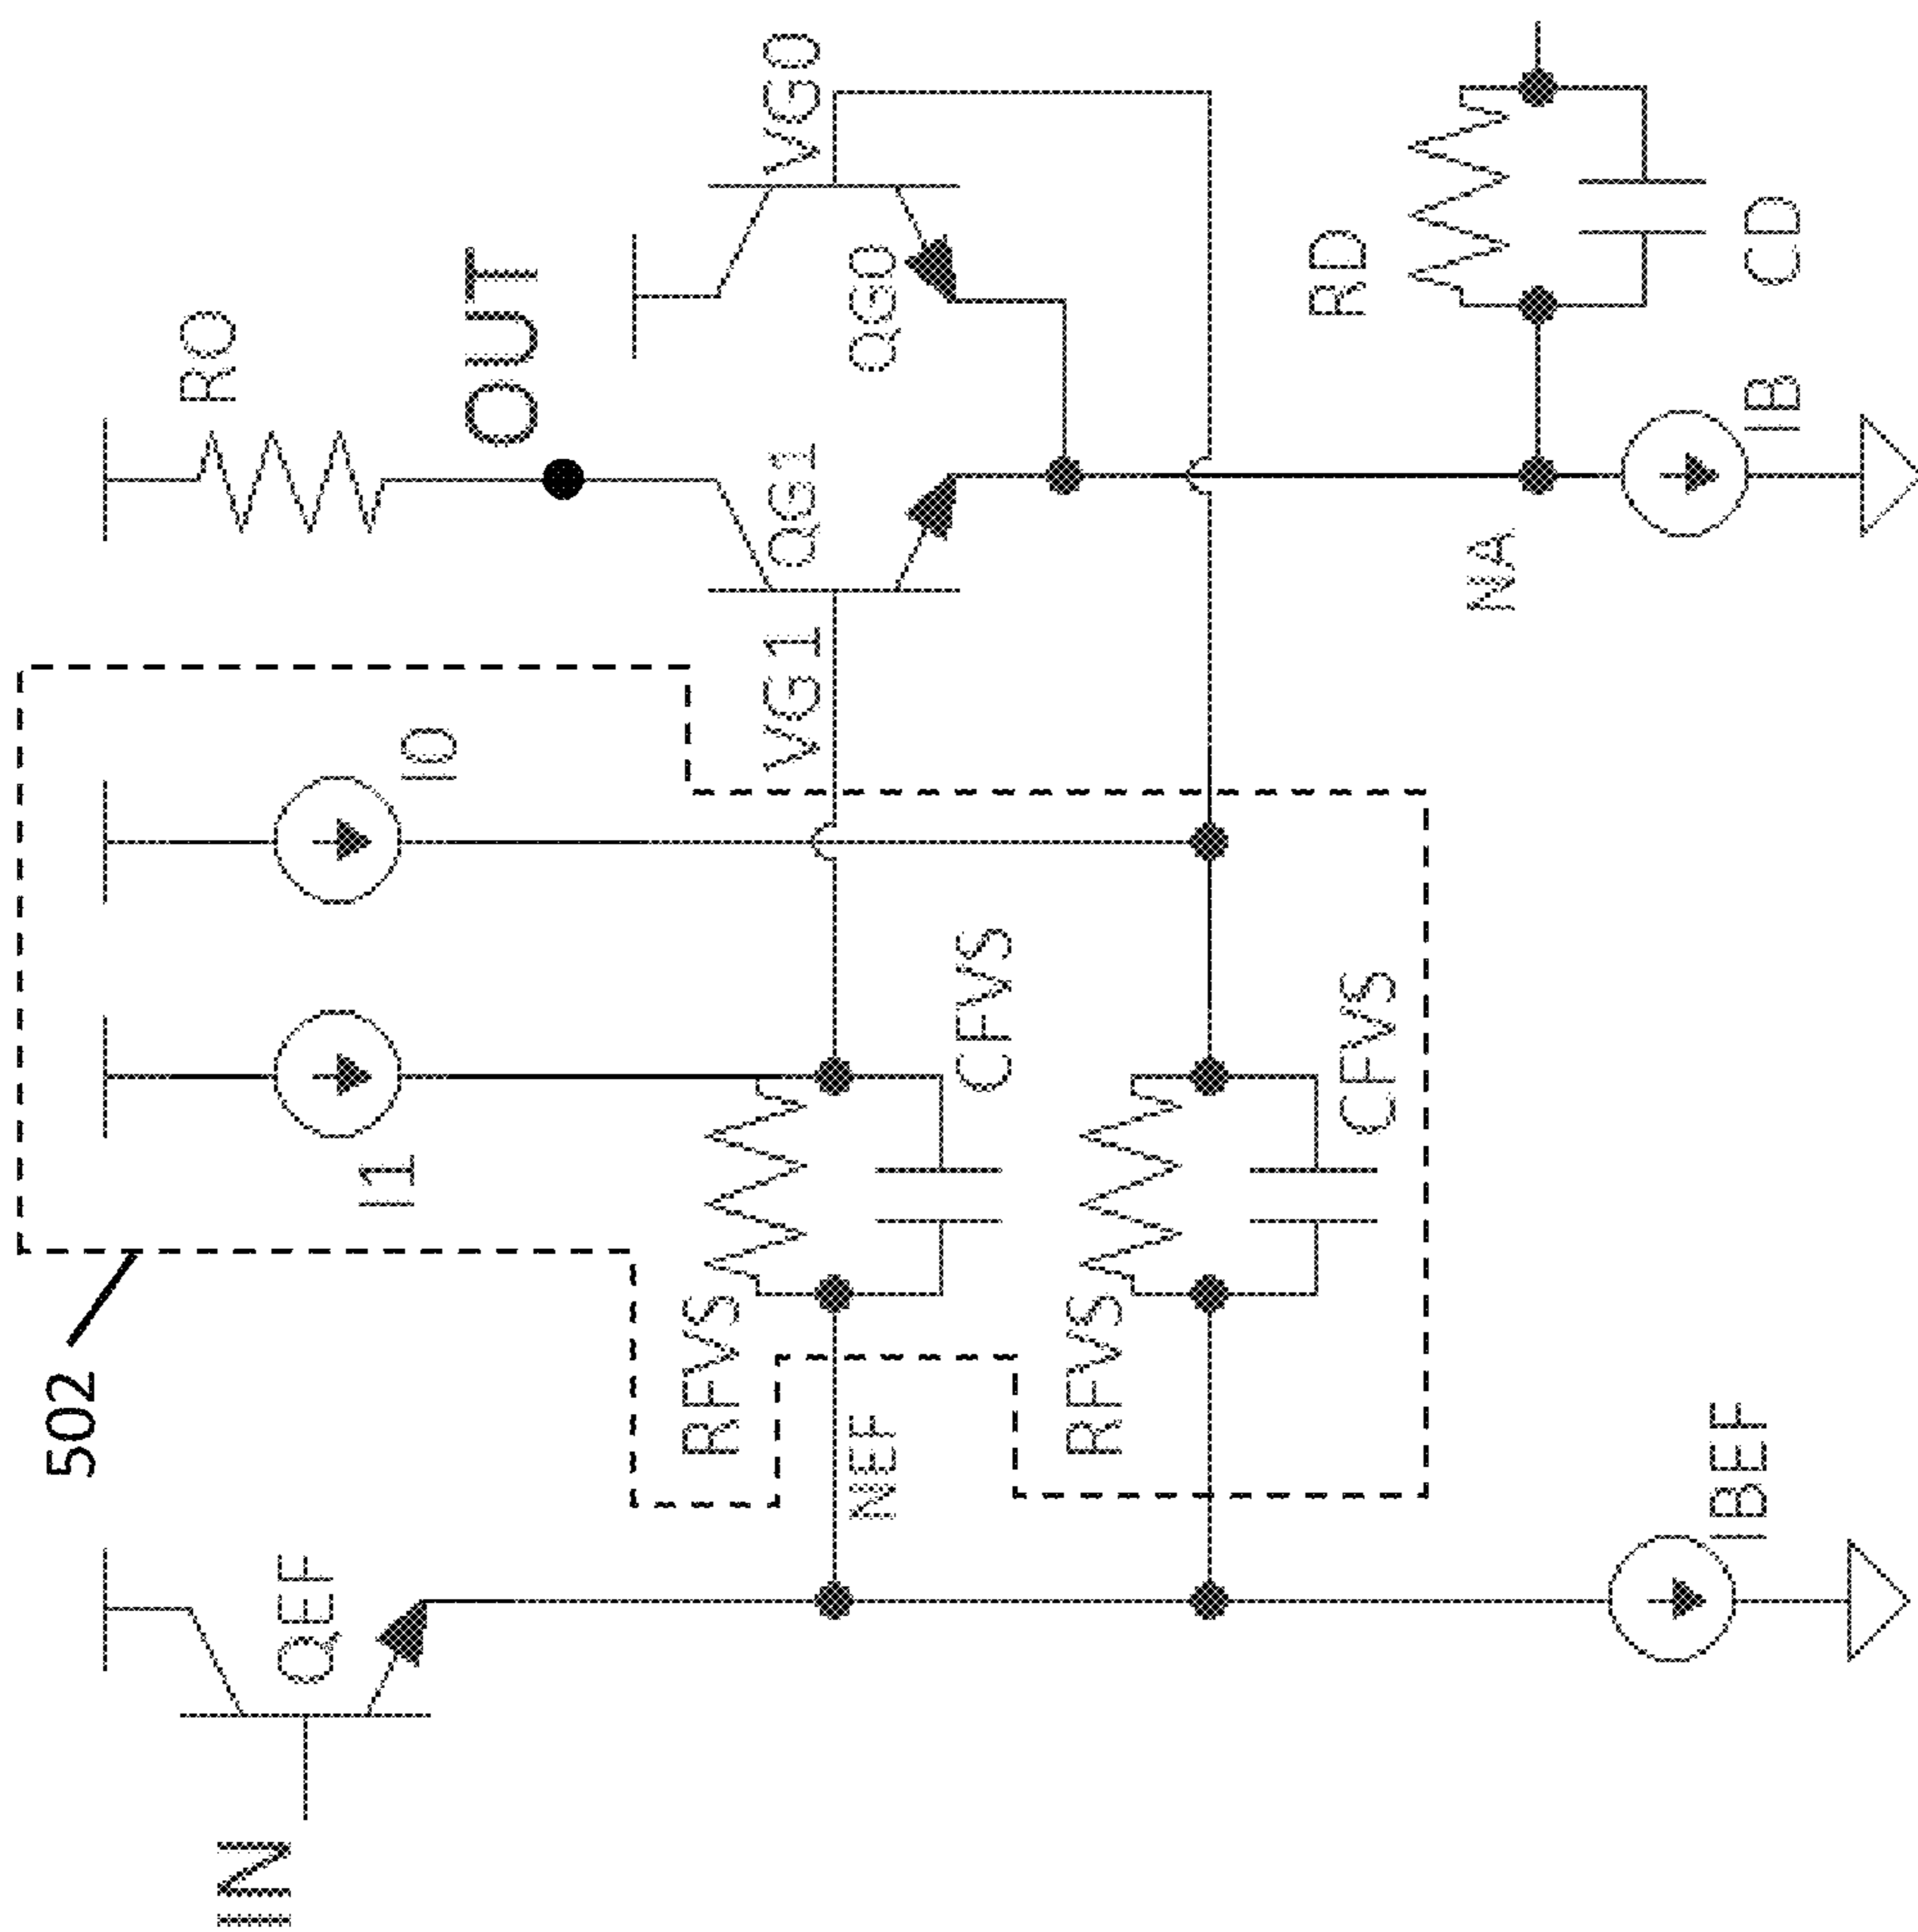 502
RO
IN
QEF
I1
I0
OUT
RFVS
VG1
QG1
VG0
NEF
QG0
CFVS
RFVS
RD
CFVS
NA
IBEF
IB
CD